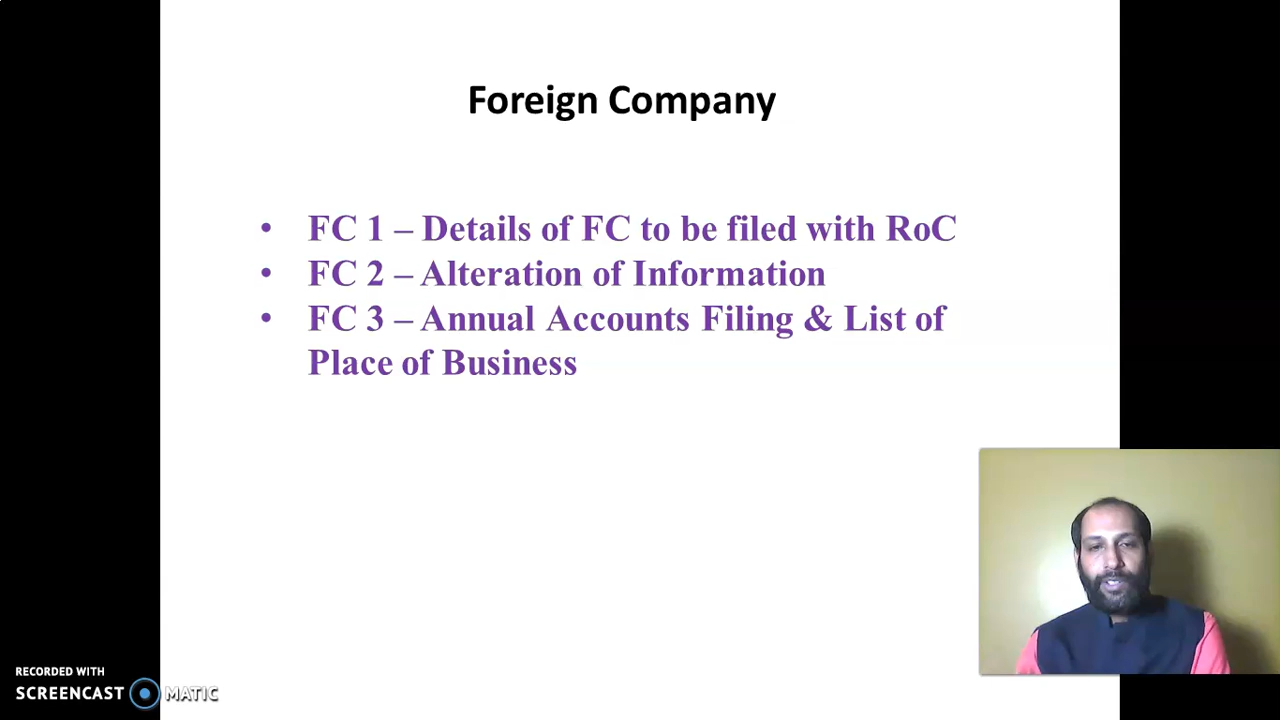 Foreign Company
• FC 1 – Details of FC to be filed with RoC
• FC 2 – Alteration of Information
• FC 3 – Annual Accounts Filing & List of
Place of Business
RECORDED WITH
SCREENCAST MATIC